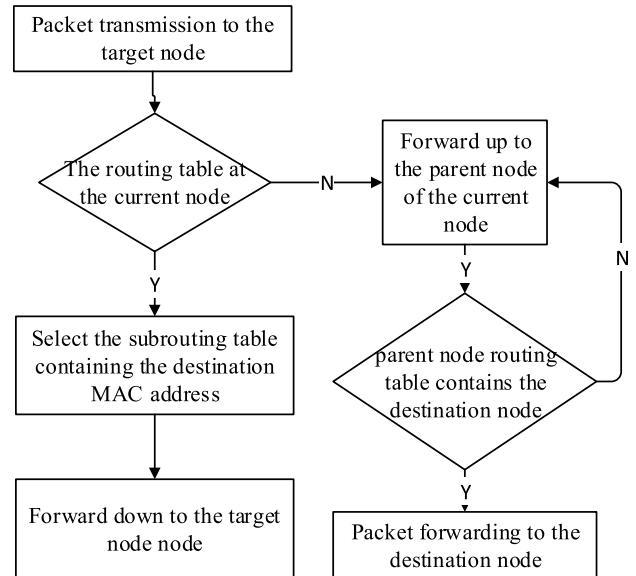 Packet transmission to the
target node
The routing table at
the current node
N
Forward up to
the parent node
of the current
node
N
Y
Y
Select the subrouting table
containing the destination
MAC address
parent node routing
table contains the
destination node
Y
Forward down to the target
node node
Packet forwarding to the
destination node